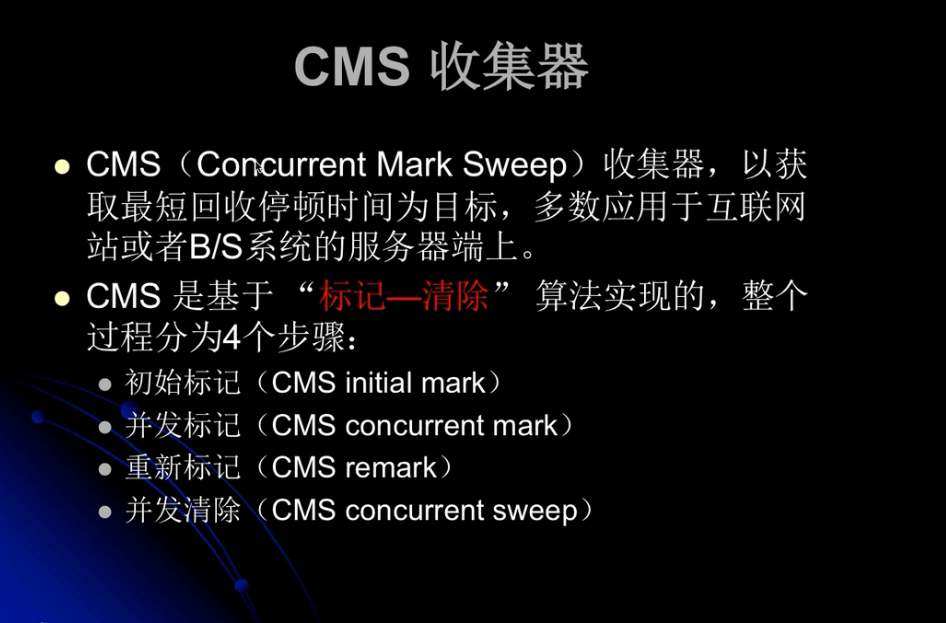 CMS 收集器
CMS（Concurrent Mark Sweep）收集器，以获
取最短回收停顿时间为目标，多数应用于互联网
站或者B/S系统的服务器端上。
CMS 是基于 “标记—清除” 算法实现的，整个
过程分为4个步骤：
初始标记（CMS initial mark）
并发标记（CMS concurrent mark）
重新标记（CMS remark）
并发清除（CMS concurrent sweep）